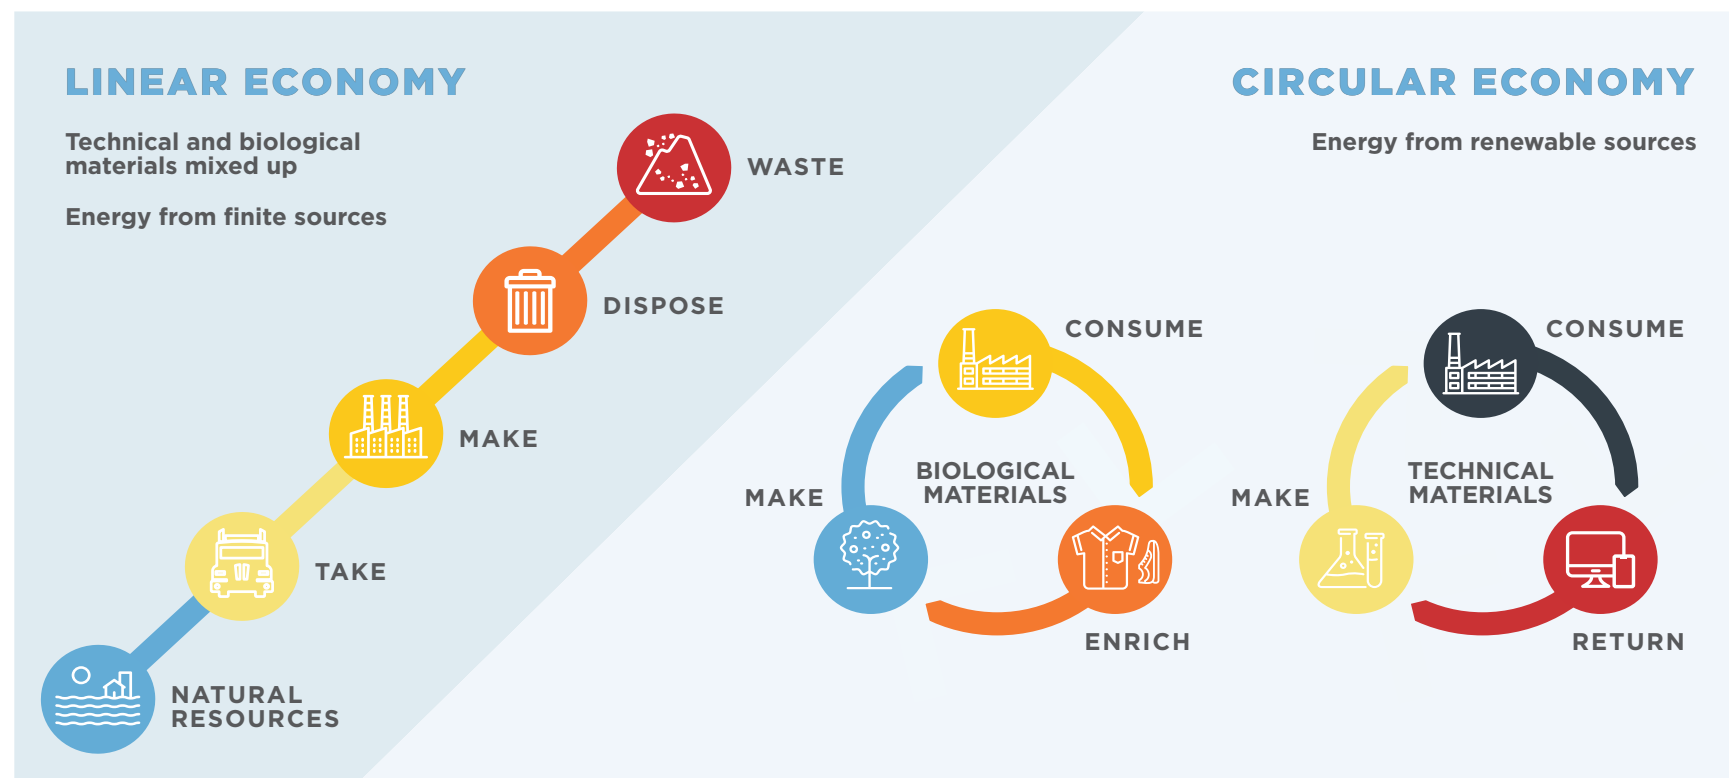 LINEAR ECONOMY
Technical and biological
materials mixed up
Energy from finite sources
WASTE
DISPOSE
MAKE
TAKE
NATURAL
RESOURCES
CIRCULAR ECONOMY
Energy from renewable sources
CONSUME
BIOLOGICAL
MATERIALS
MAKE
ENRICH
CONSUME
TECHNICAL
MATERIALS
MAKE
RETURN